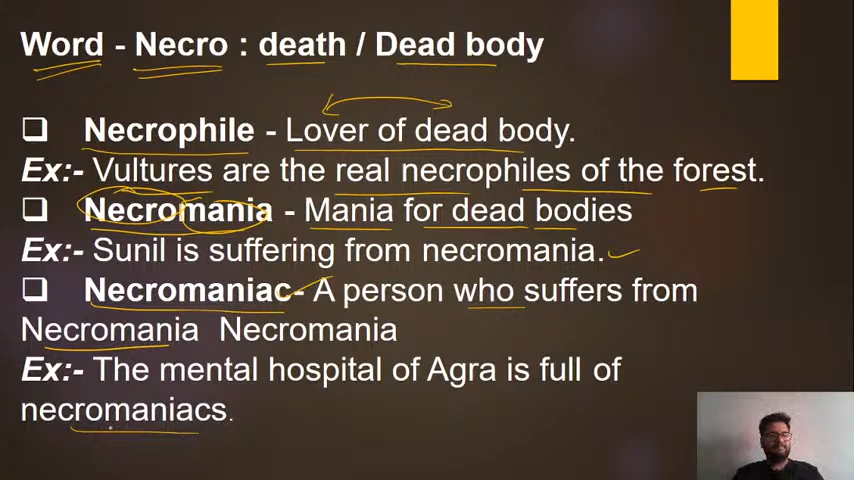 Word - Necro : death / Dead body
❑ Necrophile - Lover of dead body.
Ex:- Vultures are the real necrophiles of the forest.
❑ Necromania - Mania for dead bodies
Ex:- Sunil is suffering from necromania.
❑ Necromaniac- A person who suffers from
Necromania Necromania
Ex:- The mental hospital of Agra is full of
necromaniacs.